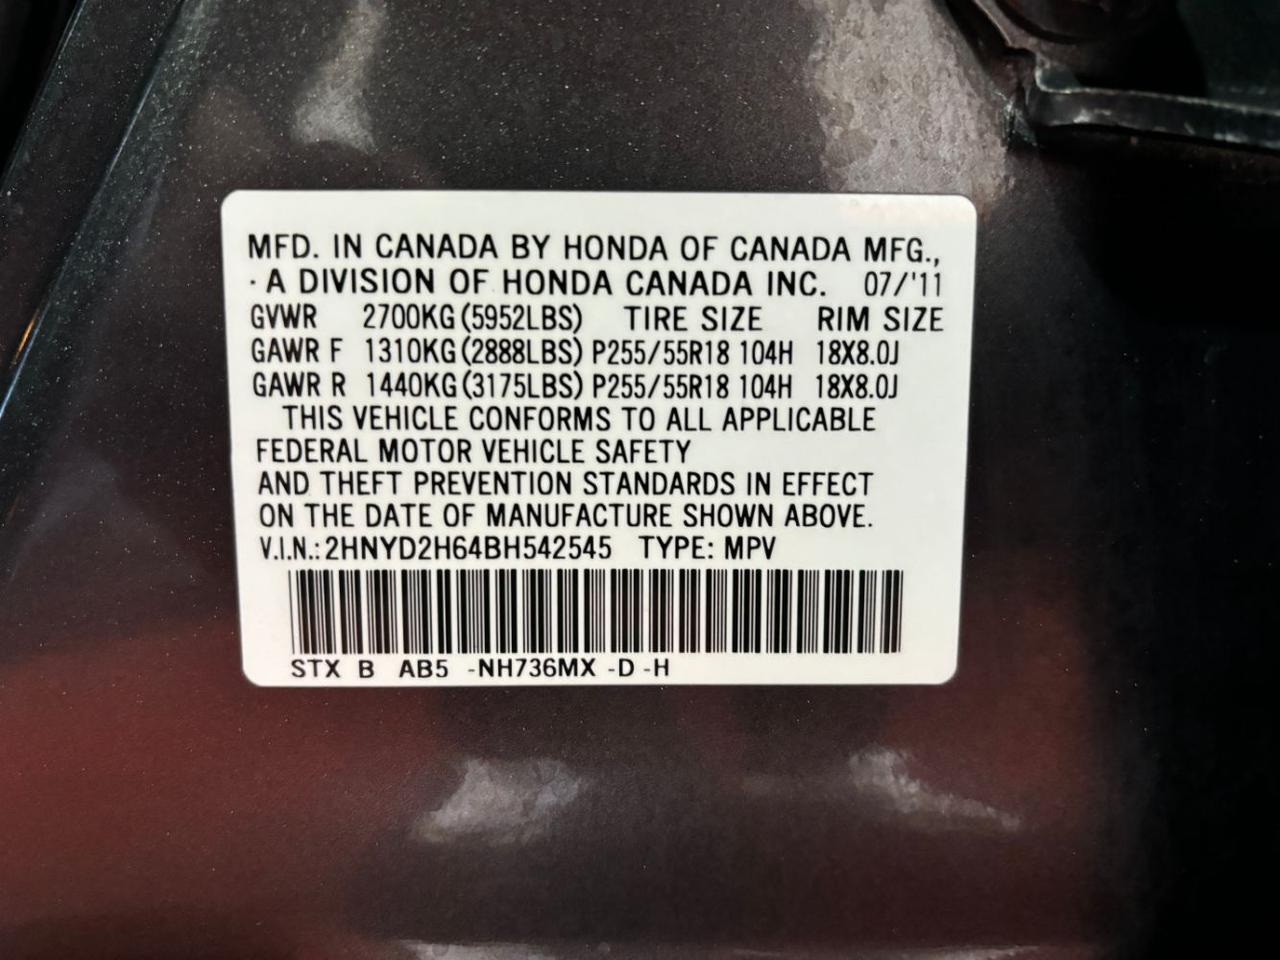 MFD. IN CANADA BY HONDA OF CANADA MFG.,
· A DIVISION OF HONDA CANADA INC. 07/'11
GVWR 2700KG (5952LBS) TIRE SIZE RIM SIZE
GAWR F 1310KG (2888LBS) P255/55R18 104H 18X8.0J
GAWR R 1440KG (3175LBS) P255/55R18 104H 18X8.0J
THIS VEHICLE CONFORMS TO ALL APPLICABLE
FEDERAL MOTOR VEHICLE SAFETY
AND THEFT PREVENTION STANDARDS IN EFFECT
ON THE DATE OF MANUFACTURE SHOWN ABOVE.
V.I.N.: 2HNYD2H64BH542545 TYPE: MPV
STX B AB5 -NH736MX -D -H